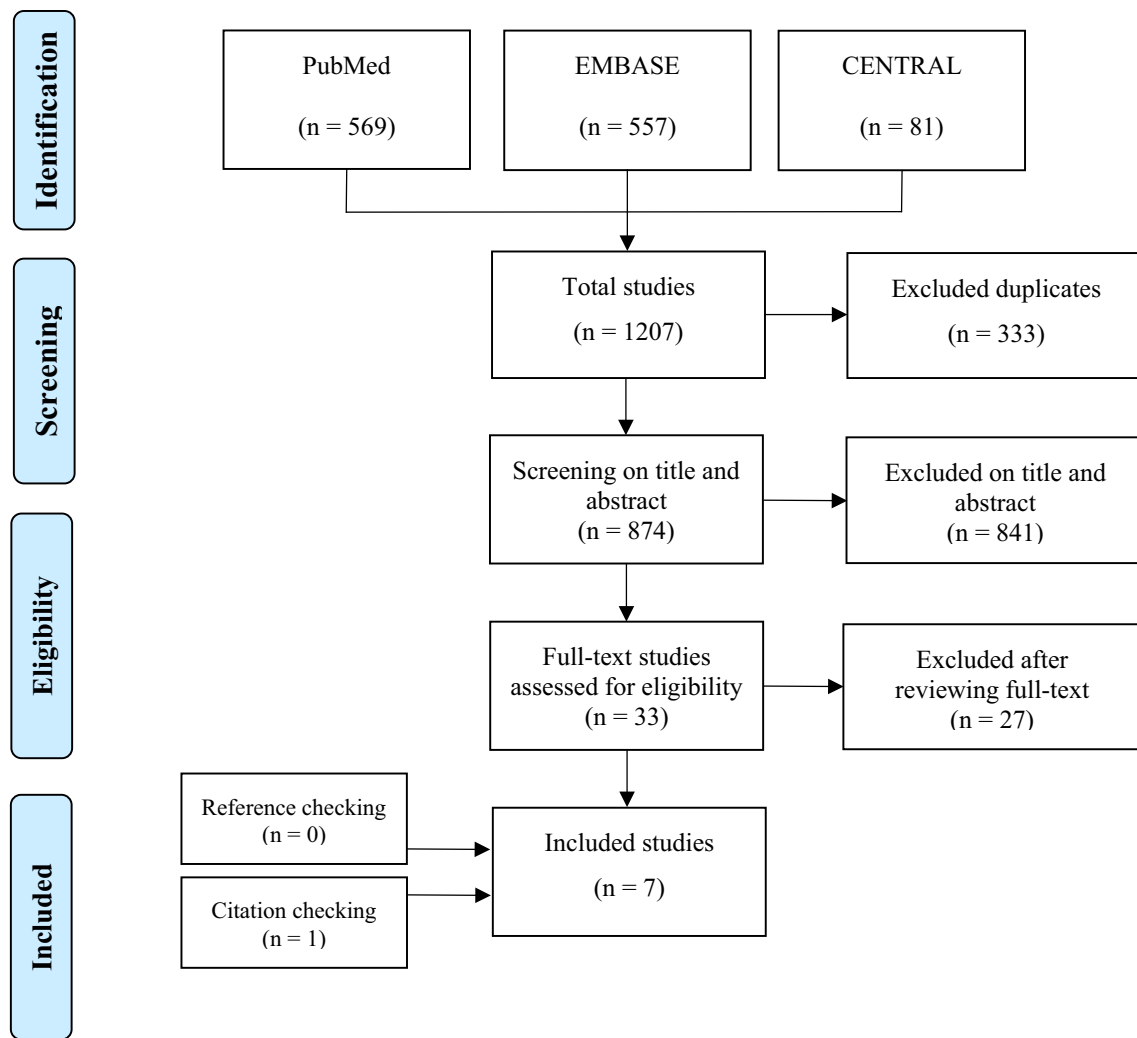 Identification
PubMed
(n = 569)
EMBASE
(n = 557)
CENTRAL
(n = 81)
Screening
Total studies
(n = 1207)
Excluded duplicates
(n = 333)
Screening on title and
abstract
(n = 874)
Excluded on title and
abstract
(n = 841)
Eligibility
Full-text studies
assessed for eligibility
(n = 33)
Excluded after
reviewing full-text
(n = 27)
Included
Reference checking
(n = 0)
Citation checking
(n = 1)
Included studies
(n = 7)